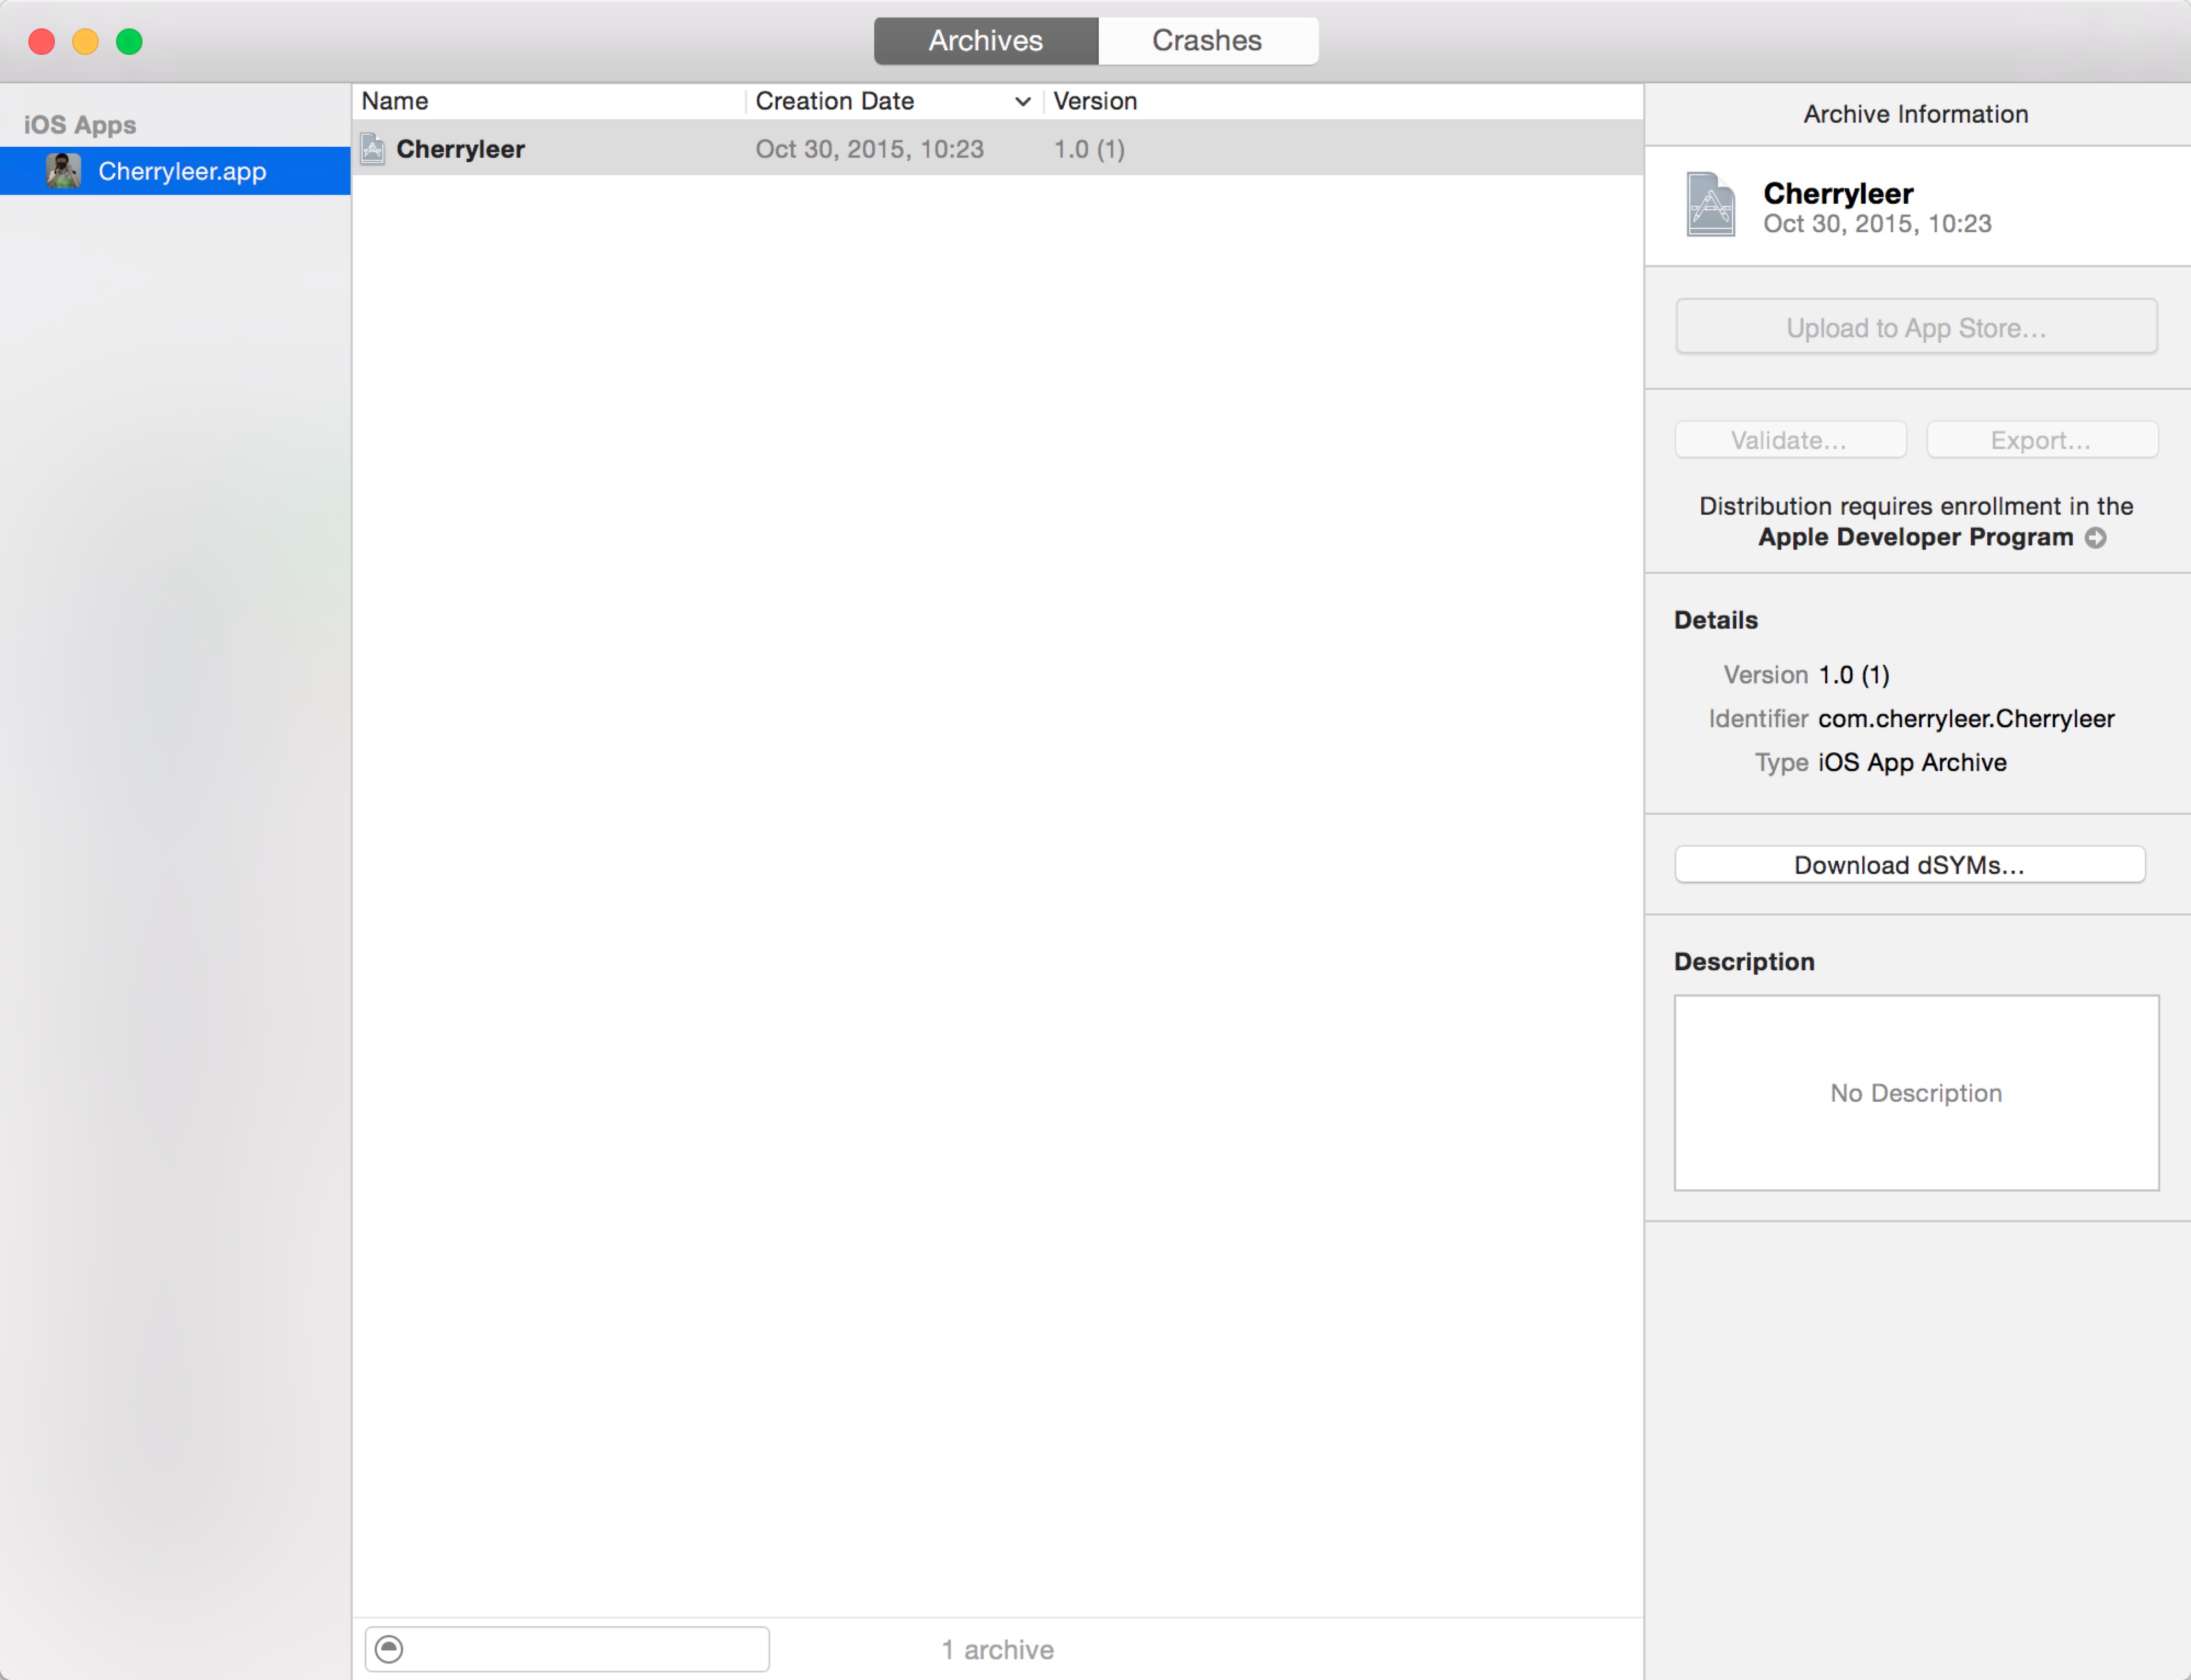 Archives Crashes
iOS Apps
Cherryleer.app
Name Creation Date Version
Cherryleer Oct 30, 2015, 10:23 1.0 (1)
1 archive
Archive Information
Cherryleer
Oct 30, 2015, 10:23
Upload to App Store...
Validate... Export...
Distribution requires enrollment in the
Apple Developer Program
Details
Version 1.0 (1)
Identifier com.cherryleer.Cherryleer
Type iOS App Archive
Download dSYMs...
Description
No Description